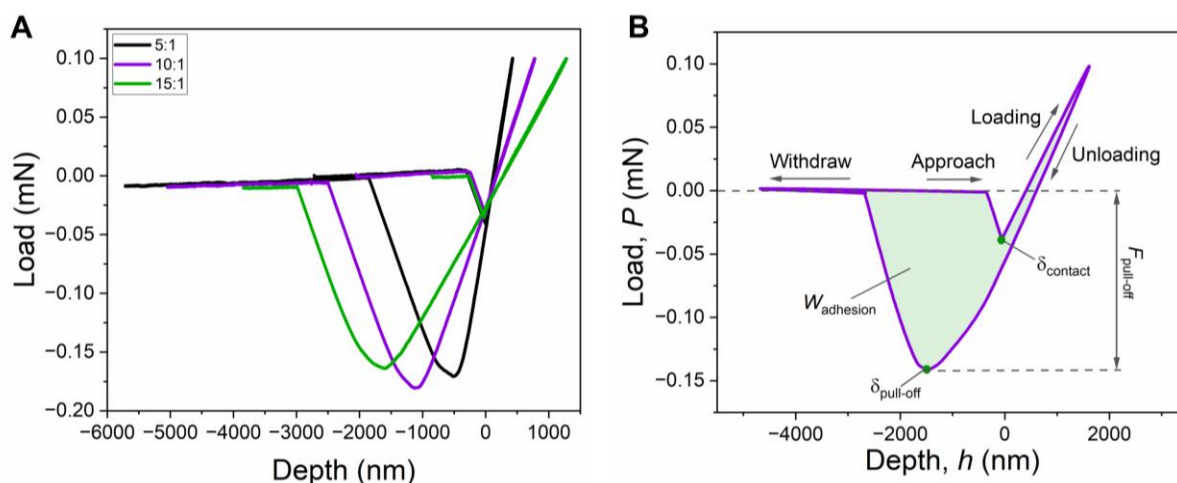 A
5:1
10:1
15:1
0.10
0.05
0.00
−0.05
−0.10
−0.15
−0.20
Load (mN)
−6000 −5000 −4000 −3000 −2000 −1000 0 1000
Depth (nm)
B
0.10
0.05
0.00
−0.05
−0.10
−0.15
Load, P (mN)
Loading
Unloading
Withdraw
Approach
δcontact
Wadhesion
δpull-off
Fpull-off
−4000 −2000 0 2000
Depth, h (nm)